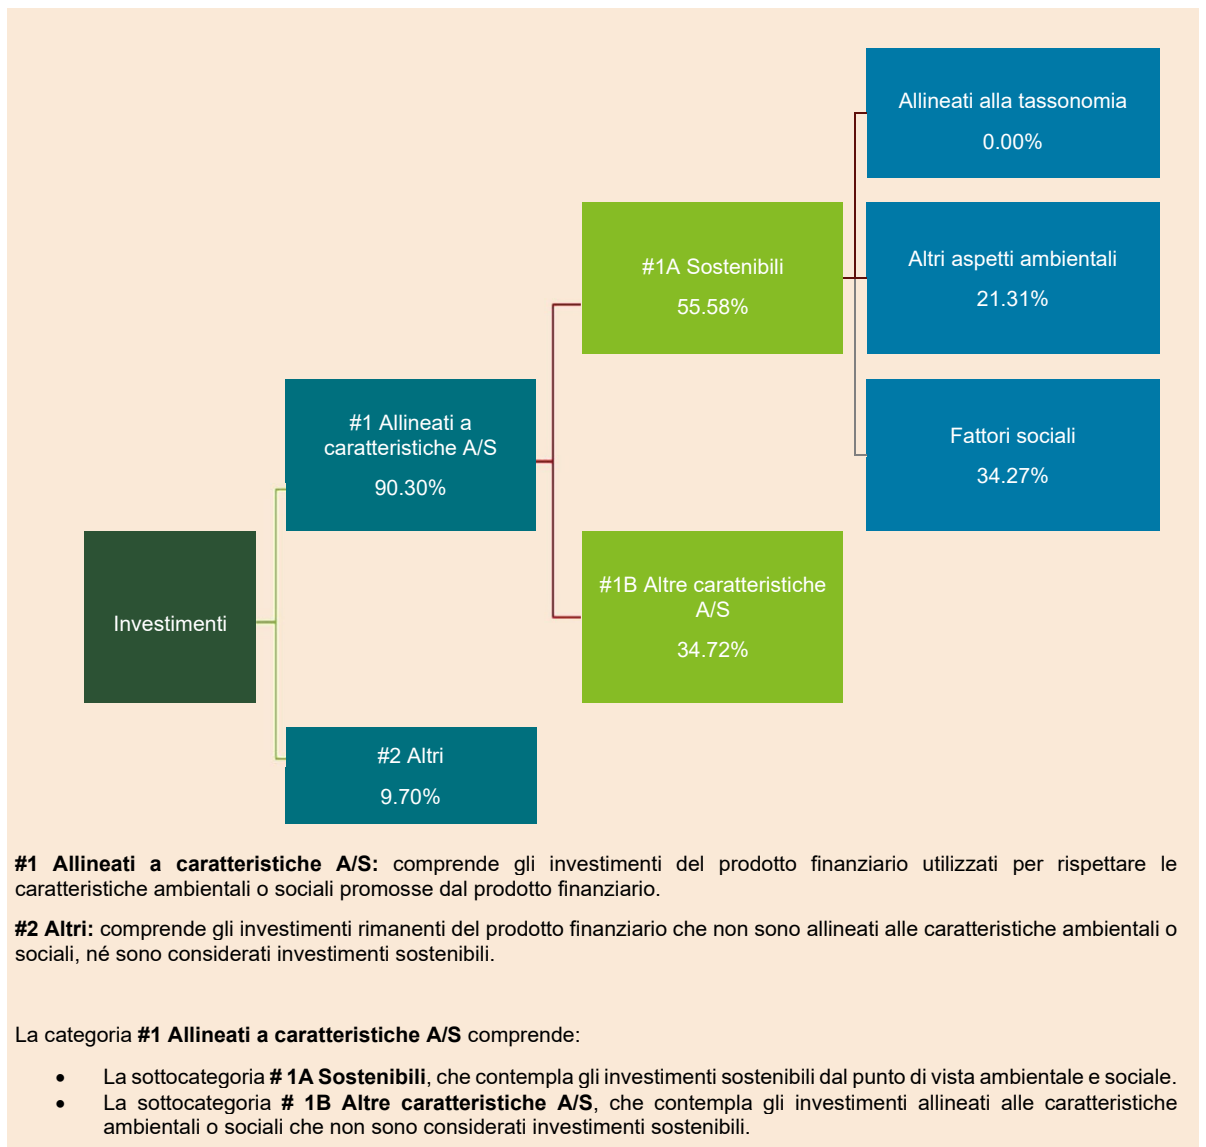 Allineati alla tassonomia
0.00%
#1A Sostenibili
55.58%
Altri aspetti ambientali
21.31%
#1 Allineati a
caratteristiche A/S
90.30%
Fattori sociali
34.27%
Investimenti
#1B Altre caratteristiche
A/S
34.72%
#2 Altri
9.70%
#1 Allineati a caratteristiche A/S: comprende gli investimenti del prodotto finanziario utilizzati per rispettare le
caratteristiche ambientali o sociali promosse dal prodotto finanziario.
#2 Altri: comprende gli investimenti rimanenti del prodotto finanziario che non sono allineati alle caratteristiche ambientali o
sociali, né sono considerati investimenti sostenibili.
La categoria #1 Allineati a caratteristiche A/S comprende:
• La sottocategoria # 1A Sostenibili, che contempla gli investimenti sostenibili dal punto di vista ambientale e sociale.
• La sottocategoria # 1B Altre caratteristiche A/S, che contempla gli investimenti allineati alle caratteristiche
ambientali o sociali che non sono considerati investimenti sostenibili.